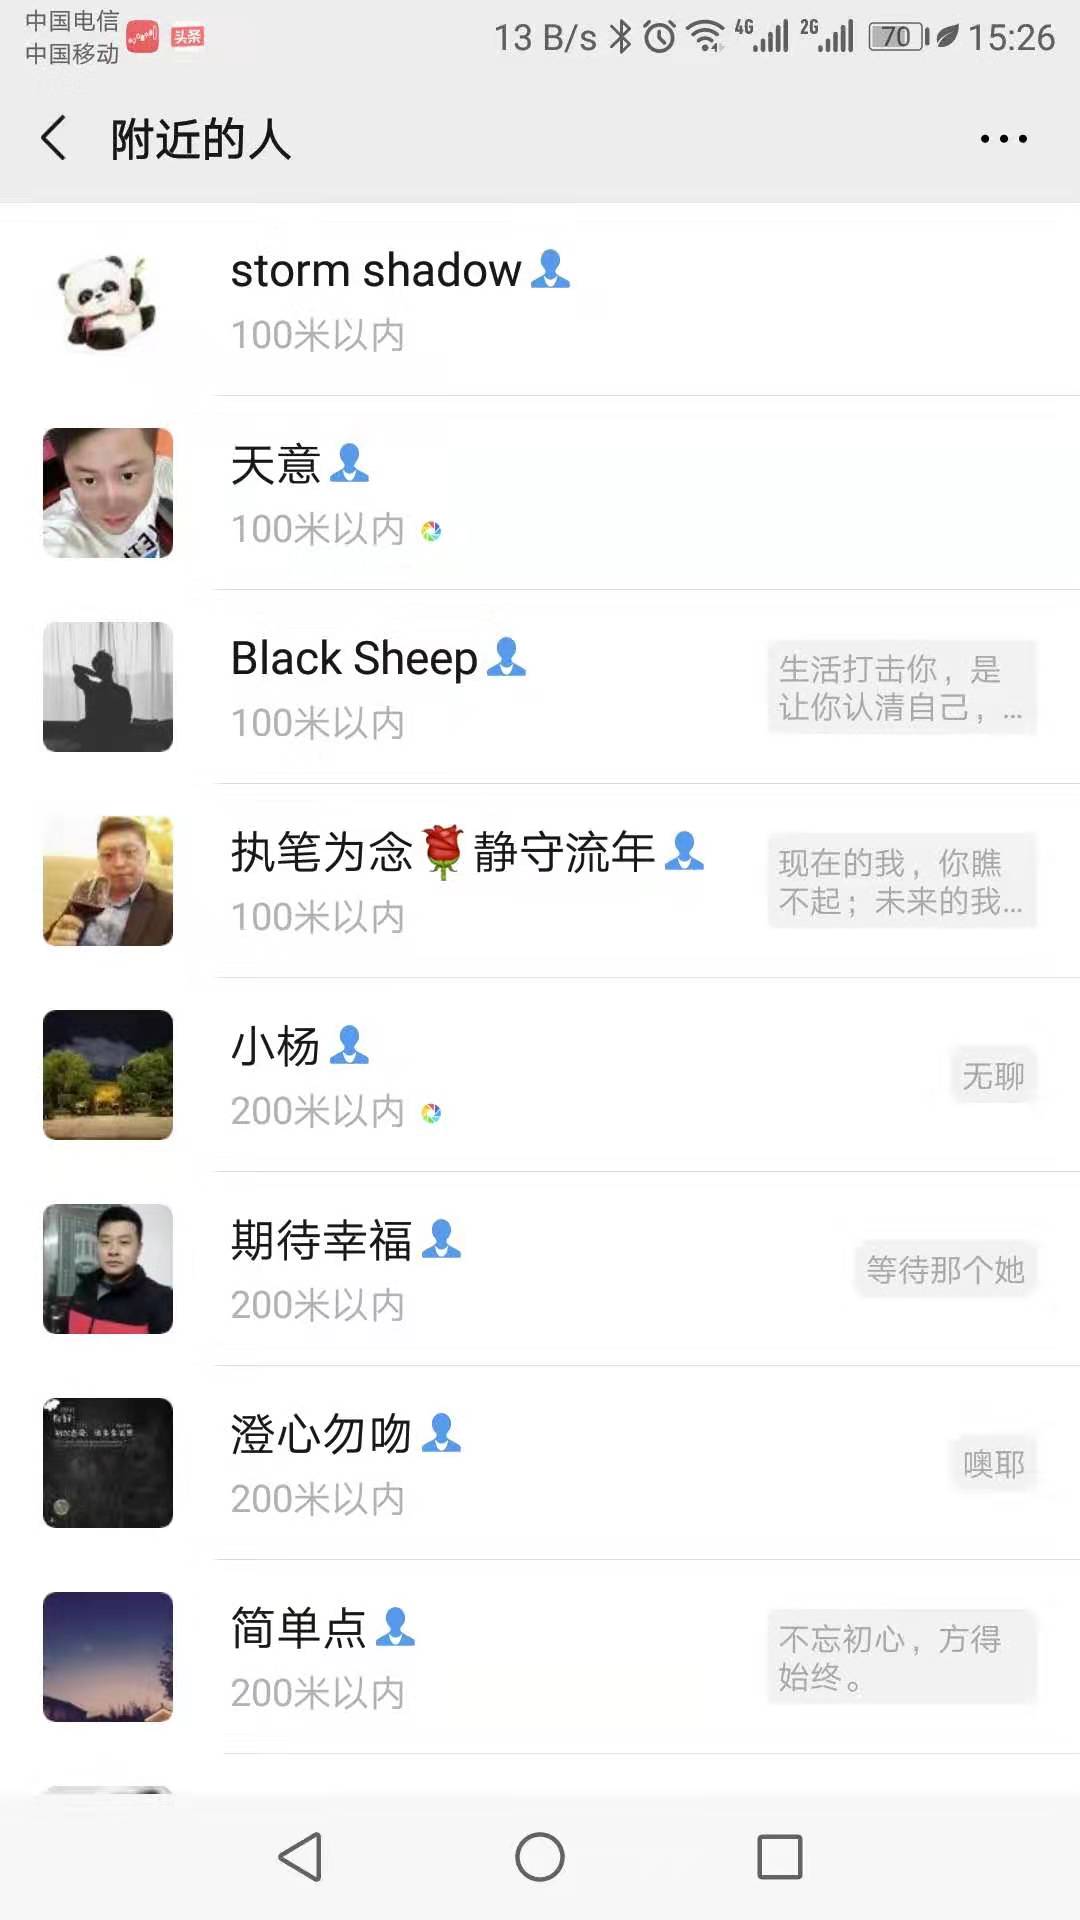 中国电信
中国移动
头条
13 B/s
4G
2G
70
15:26
附近的人
storm shadow
100米以内
天意
100米以内
Black Sheep
100米以内
生活打击你，是
让你认清自己，...
执笔为念🌹静守流年
100米以内
现在的我，你瞧
不起；未来的我...
小杨
200米以内
无聊
期待幸福
200米以内
等待那个她
澄心勿吻
200米以内
噢耶
简单点
200米以内
不忘初心，方得
始终。